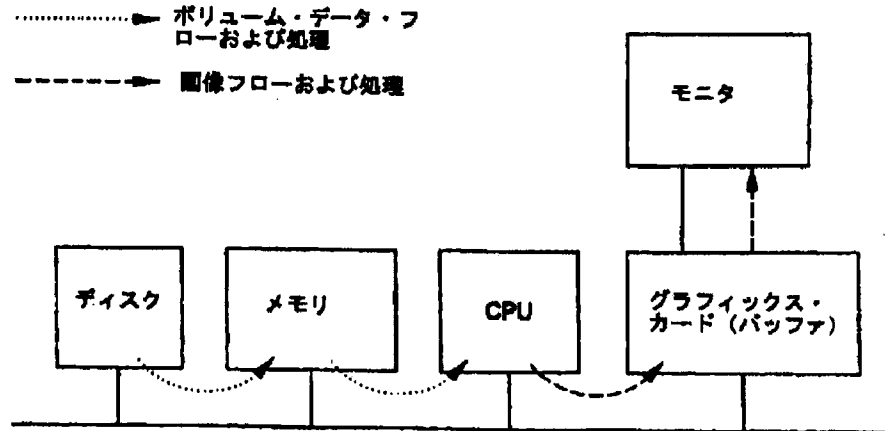 ボリューム・データ・フ
ローおよび処理
画像フローおよび処理
モニタ
ディスク
メモリ
CPU
グラフィックス・
カード(バッファ)